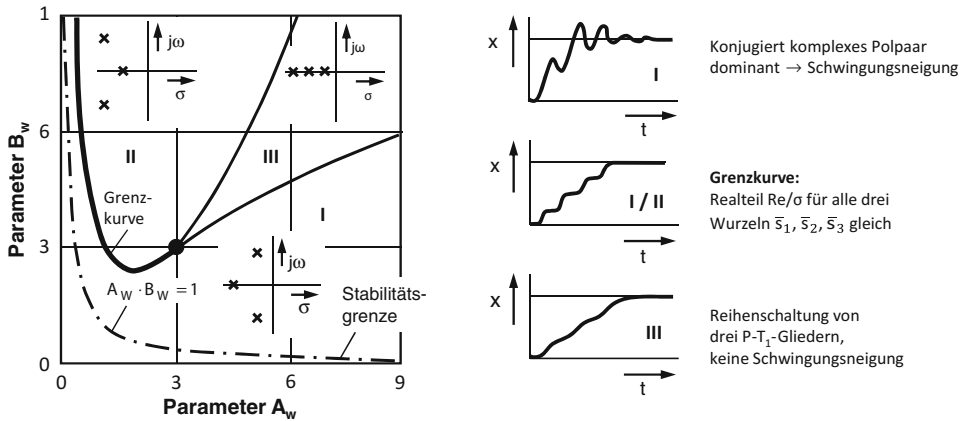 1
6
3
0
0
3
6
9
Parameter B_w
Parameter A_w
jω
σ
jω
σ
II
III
I
Grenz-
kurve
jω
σ
A_W · B_W = 1
Stabilitäts-
grenze
x
I
t
Konjugiert komplexes Polpaar
dominant → Schwingungsneigung
x
I / II
t
Grenzkurve:
Realteil Re/σ für alle drei
Wurzeln s̅₁, s̅₂, s̅₃ gleich
x
III
t
Reihenschaltung von
drei P-T₁-Gliedern,
keine Schwingungsneigung